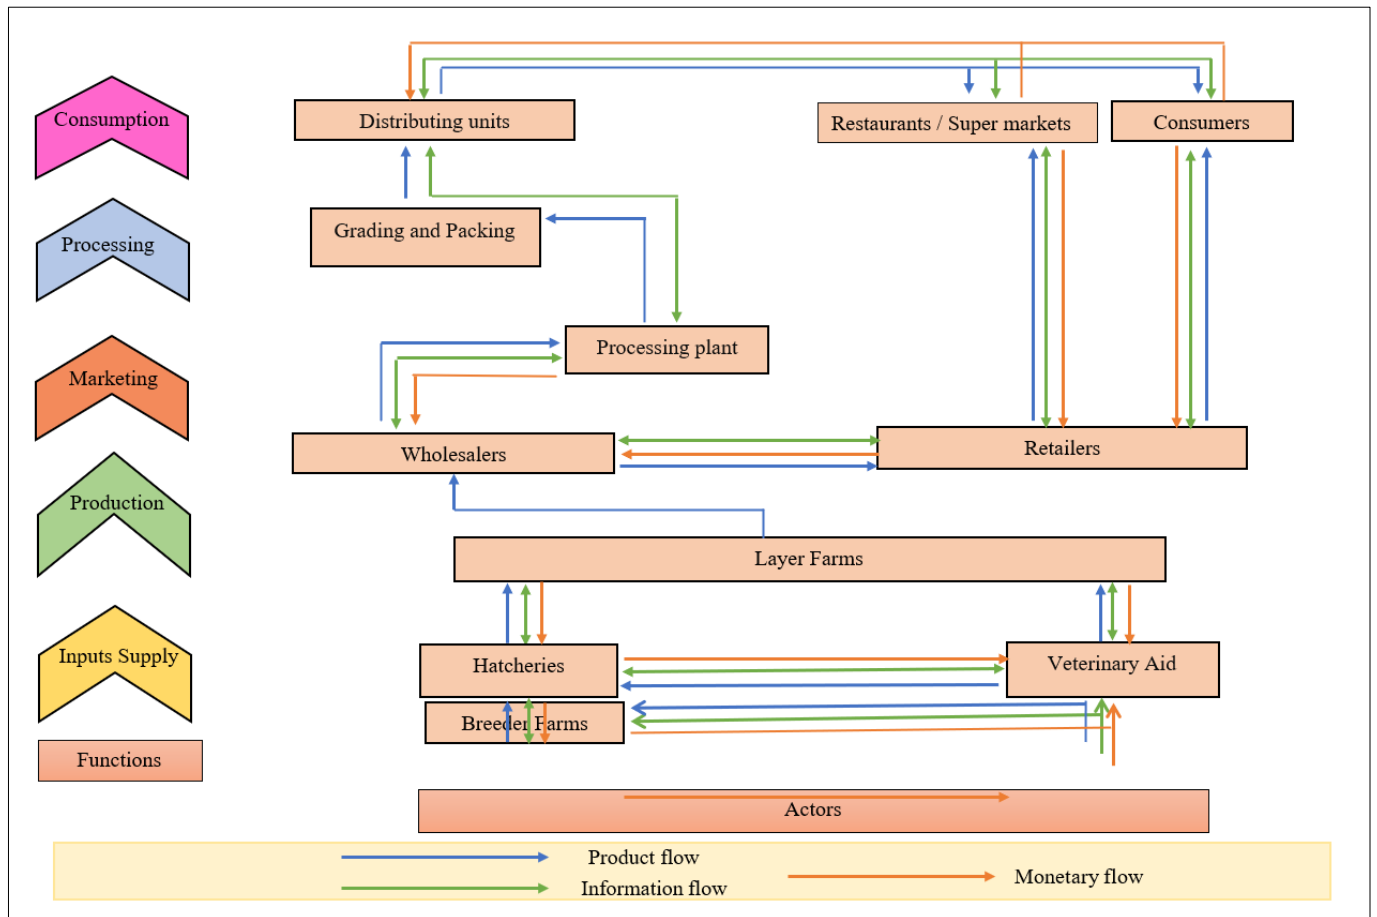 Consumption
Distributing units
Restaurants / Super markets
Consumers
Processing
Grading and Packing
Processing plant
Marketing
Wholesalers
Retailers
Production
Layer Farms
Inputs Supply
Hatcheries
Veterinary Aid
Breeder Farms
Functions
Actors
Product flow
Information flow
Monetary flow